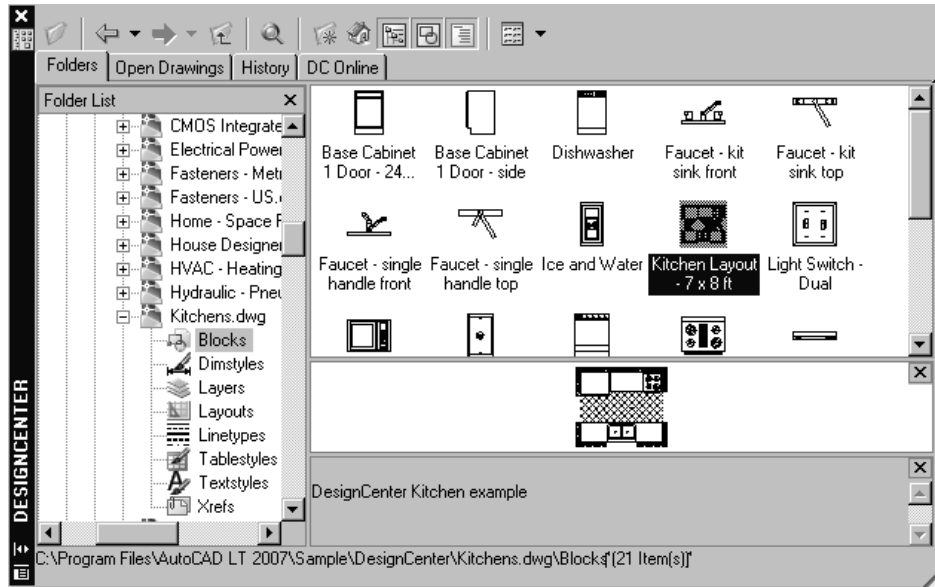 Folders
Open Drawings
History
DC Online
Folder List
CMOS Integrate
Electrical Power
Fasteners - Metr
Fasteners - US.
Home - Space P
House Designer
HVAC - Heating
Hydraulic - Pneu
Kitchens.dwg
Blocks
Dimstyles
Layers
Layouts
Linetypes
Tablestyles
Textstyles
Xrefs
Base Cabinet
1 Door - 24...
Base Cabinet
1 Door - side
Dishwasher
Faucet - kit
sink front
Faucet - kit
sink top
Faucet - single
handle front
Faucet - single
handle top
Ice and Water
Kitchen Layout
- 7 x 8 ft
Light Switch -
Dual
DesignCenter Kitchen example
DESIGNCENTER
C:\Program Files\AutoCAD LT 2007\Sample\DesignCenter\Kitchens.dwg\Blocks (21 Item(s))